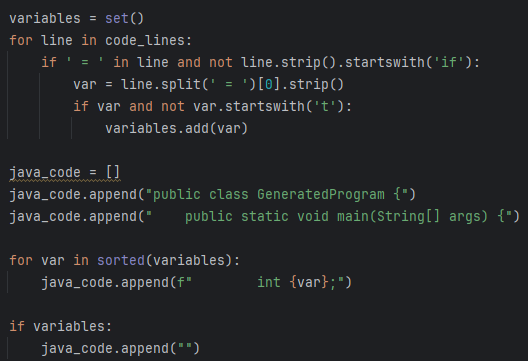 variables = set()
for line in code_lines:
    if ' = ' in line and not line.strip().startswith('if'):
        var = line.split(' = ')[0].strip()
        if var and not var.startswith('t'):
            variables.add(var)

java_code = []
java_code.append("public class GeneratedProgram {")
java_code.append("    public static void main(String[] args) {")

for var in sorted(variables):
    java_code.append(f"        int {var};")

if variables:
    java_code.append("")